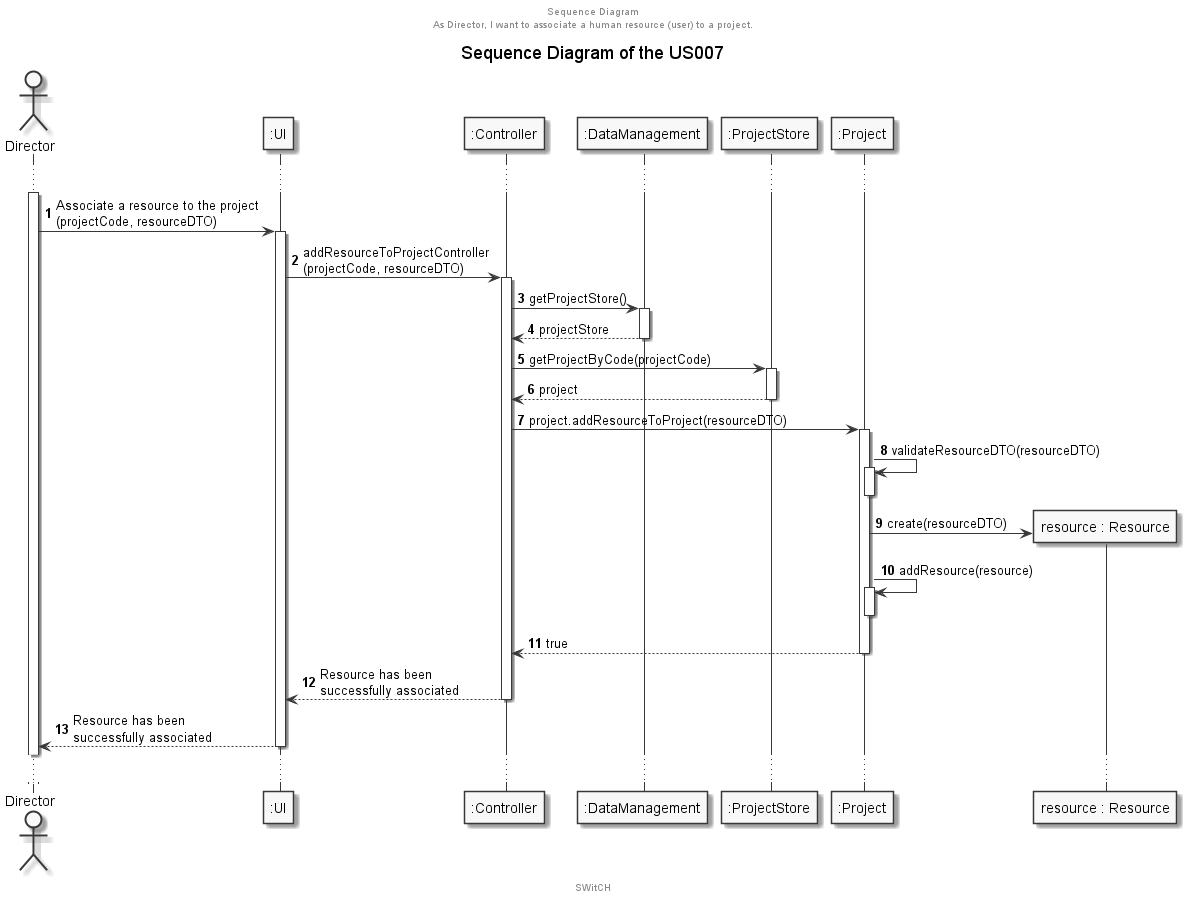 Sequence Diagram
As Director, I want to associate a human resource (user) to a project.
Sequence Diagram of the US007
Director
:UI
:Controller
:DataManagement
:ProjectStore
:Project
1 Associate a resource to the project
(projectCode, resourceDTO)
2 addResourceToProjectController
(projectCode, resourceDTO)
3 getProjectStore()
4 projectStore
5 getProjectByCode(projectCode)
6 project
7 project.addResourceToProject(resourceDTO)
8 validateResourceDTO(resourceDTO)
9 create(resourceDTO)
resource : Resource
10 addResource(resource)
11 true
12 Resource has been
successfully associated
13 Resource has been
successfully associated
Director
:UI
:Controller
:DataManagement
:ProjectStore
:Project
resource : Resource
SWitCH